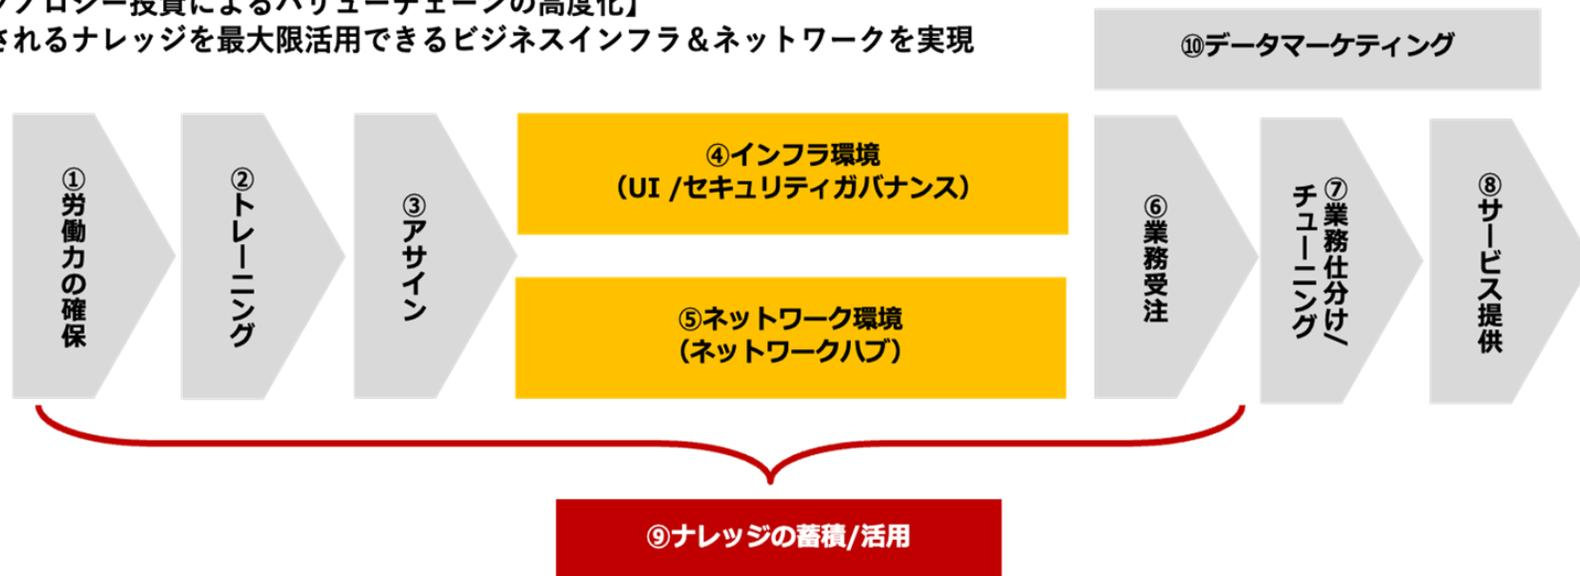 ノロジー投資によるバリューチェーンの高度化】
されるナレッジを最大限活用できるビジネスインフラ＆ネットワークを実現
⑩データマーケティング
①労働力の確保
②トレーニング
③アサイン
④インフラ環境
（UI /セキュリティガバナンス）
⑤ネットワーク環境
（ネットワークハブ）
⑥業務受注
⑦業務仕分け/
チューニング
⑧サービス提供
⑨ナレッジの蓄積/活用